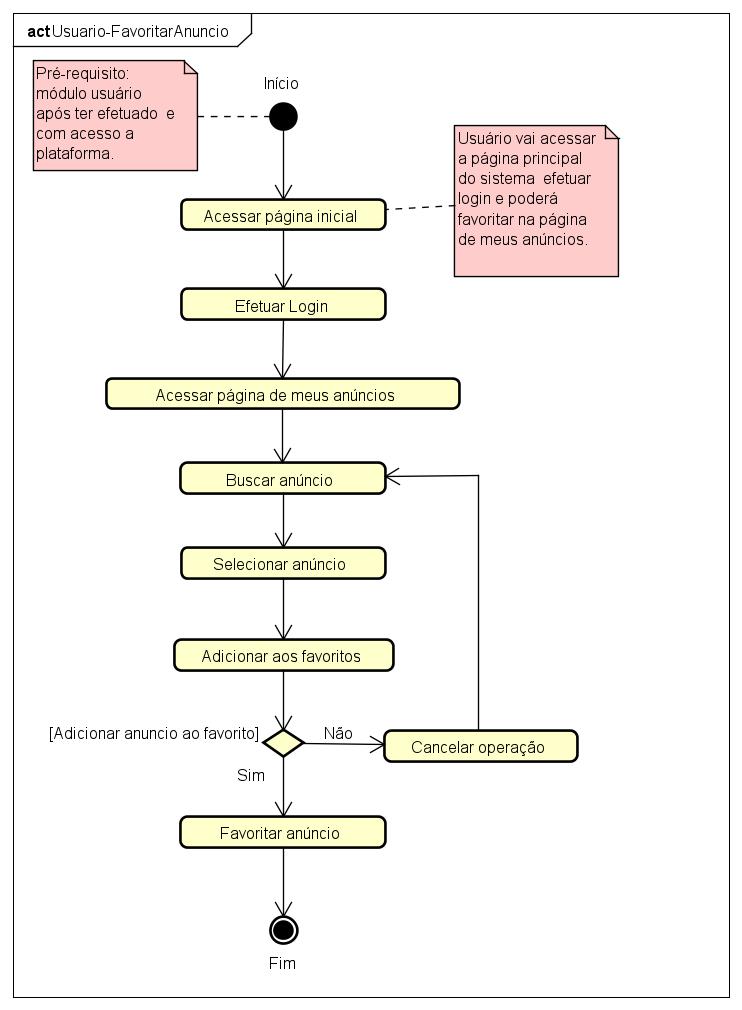 act Usuario-FavoritarAnuncio
Pré-requisito:
módulo usuário
após ter efetuado e
com acesso a
plataforma.
Início
Usuário vai acessar
a página principal
do sistema efetuar
login e poderá
favoritar na página
de meus anúncios.
Acessar página inicial
Efetuar Login
Acessar página de meus anúncios
Buscar anúncio
Selecionar anúncio
Adicionar aos favoritos
[Adicionar anuncio ao favorito]
Não
Cancelar operação
Sim
Favoritar anúncio
Fim